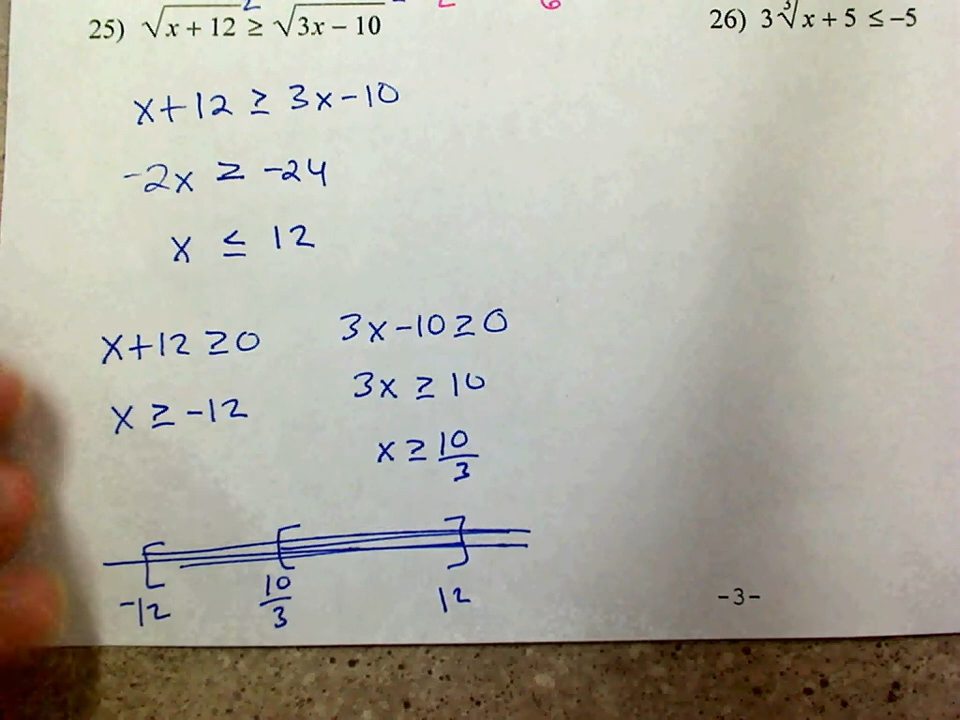 25) √x + 12 ≥ √3x − 10
26) 3∛x + 5 ≤ −5
x+12 ≥ 3x−10
-2x ≥ -24
x ≤ 12
x+12 ≥0
3x−10≥0
x ≥ -12
3x ≥ 10
x ≥ 10/3
-12
10/3
12
-3-